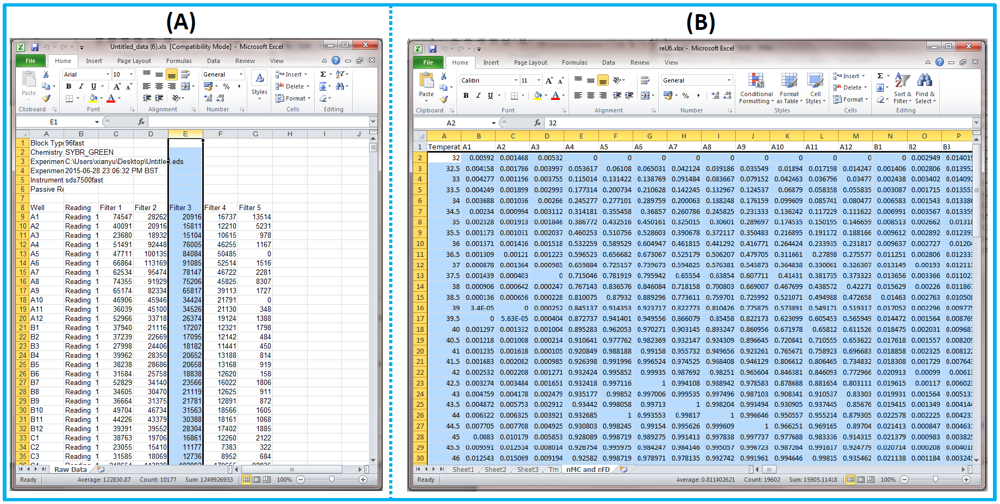 (A)
(B)
Untitled_data (6).xls [Compatibility Mode] - Microsoft Excel
File Home Insert Page Layout Formulas Data Review View
Arial 10 General Insert
Delete
Paste Styles Format
Clipboard Font Alignment Number Cells Editing
E1 fx
A B C D E F G H I J
1 Block Type 96fast
2 Chemistry SYBR_GREEN
3 Experimen C:\Users\xianyu\Desktop\Untitled.eds
4 Experimen 2015-06-28 23:06:32 PM BST
5 Instrument sds7500fast
6 Passive Re
7
8 Well Reading Filter 1 Filter 2 Filter 3 Filter 4 Filter 5
9 A1 Reading 1 74547 28262 20916 16737 13514
10 A2 Reading 1 40091 20916 15811 12210 5231
11 A3 Reading 1 23680 18932 15104 10615 978
12 A4 Reading 1 51491 92448 76005 46255 1167
13 A5 Reading 1 47711 100135 84084 50485 0
14 A6 Reading 1 66864 113169 91085 52514 1516
15 A7 Reading 1 62534 95474 78147 46722 2281
16 A8 Reading 1 74355 91929 75206 45825 8307
17 A9 Reading 1 65174 82334 65817 39113 1727
18 A10 Reading 1 46906 45946 34424 21791 0
19 A11 Reading 1 36039 45100 34526 21130 348
20 A12 Reading 1 52966 33718 26374 19124 1388
21 B1 Reading 1 37940 21116 17207 12321 1798
22 B2 Reading 1 37239 22669 17095 12142 484
23 B3 Reading 1 27998 24406 18182 11441 450
24 B4 Reading 1 39962 28350 20652 13188 814
25 B5 Reading 1 38238 28686 20658 13168 919
26 B6 Reading 1 31584 25758 18838 12620 158
27 B7 Reading 1 52829 34140 23566 16022 1806
28 B8 Reading 1 34605 30470 21119 12625 911
29 B9 Reading 1 36664 31375 21781 12891 872
30 B10 Reading 1 49704 46734 31563 18566 1605
31 B11 Reading 1 44226 43379 30388 18161 1068
32 B12 Reading 1 39391 39552 28304 17402 1885
33 C1 Reading 1 38763 19706 16861 12260 2122
34 C2 Reading 1 23055 15410 11177 7383 322
35 C3 Reading 1 31585 18069 12736 8952 684
Raw Data
Ready Average: 122830.87 Count: 10177 Sum: 1249926933 100%
reU6.xlsx - Microsoft Excel
File Home Insert Page Layout Formulas Data Review View
Calibri 11 General Insert
Delete
Paste Conditional Formatting Format as Table Cell Styles Format Sort & Filter Find & Select
Clipboard Font Alignment Number Styles Cells Editing
A2 fx 32
A B C D E F G H I J K L M N O P
1 Temperat A1 A2 A3 A4 A5 A6 A7 A8 A9 A10 A11 A12 B1 B2 B3
2 32 0.00592 0.001468 0.00532 0 0 0 0 0 0 0 0 0 0 0.002949 0.014019
3 32.5 0.004158 0.001786 0.003997 0.053617 0.06108 0.065031 0.042124 0.039186 0.035549 0.01894 0.017198 0.014247 0.001406 0.002806 0.013952
4 33 0.004277 0.001196 0.003755 0.115014 0.131422 0.138769 0.091484 0.083667 0.079152 0.042463 0.036796 0.03477 0.002438 0.003402 0.014092
5 33.5 0.004249 0.001899 0.002993 0.177314 0.200734 0.210628 0.142245 0.132967 0.124537 0.06879 0.058358 0.055835 0.003087 0.001715 0.013553
6 34 0.003688 0.001036 0.00266 0.245277 0.277101 0.289759 0.200063 0.188248 0.176159 0.099609 0.085741 0.080477 0.006583 0.001543 0.013386
7 34.5 0.00234 0.000994 0.003112 0.314181 0.355458 0.36857 0.260786 0.245825 0.231333 0.136242 0.117229 0.111622 0.006991 0.003567 0.013359
8 35 0.002328 0.001913 0.001846 0.386772 0.432516 0.450161 0.325015 0.30601 0.289697 0.174535 0.150195 0.146659 0.008513 0.002662 0.01318
9 35.5 0.001173 0.001031 0.002037 0.460253 0.510756 0.528603 0.390678 0.372117 0.350483 0.216895 0.191172 0.188166 0.009612 0.002892 0.012393
10 36 0.001371 0.001416 0.001518 0.532259 0.589529 0.604947 0.461815 0.441292 0.416771 0.264424 0.233935 0.231817 0.009637 0.002727 0.01204
11 36.5 0.001309 0.00121 0.001223 0.596523 0.656682 0.673067 0.525179 0.506207 0.479705 0.311661 0.27898 0.275577 0.011251 0.002806 0.012333
12 37 0.000878 0.001364 0.000985 0.659884 0.725157 0.739673 0.594825 0.576381 0.545873 0.364838 0.330061 0.326307 0.013149 0.00193 0.012113
13 37.5 0.001439 0.000403 0 0.715046 0.781919 0.795942 0.65554 0.63854 0.607711 0.41431 0.381735 0.373323 0.013656 0.003366 0.011021
14 38 0.000906 0.000642 0.000247 0.767143 0.836576 0.846084 0.718158 0.700803 0.669007 0.467699 0.438572 0.42271 0.015629 0.00226 0.011867
15 38.5 0.000136 0.000656 0.000228 0.810075 0.87932 0.889296 0.773611 0.759701 0.725992 0.521071 0.494988 0.472658 0.01463 0.002763 0.010508
16 39 3.4E-05 0 0.000252 0.845137 0.914353 0.923717 0.822773 0.810426 0.775875 0.573891 0.549171 0.519317 0.017052 0.002296 0.009775
17 39.5 0 5.63E-05 0.000404 0.872737 0.941401 0.949556 0.866079 0.85458 0.822173 0.623099 0.605453 0.565949 0.014472 0.001564 0.008769
18 40 0.001297 0.001332 0.001004 0.895283 0.962053 0.970271 0.903145 0.893247 0.860956 0.671978 0.65812 0.611526 0.018475 0.002031 0.009681
19 40.5 0.001218 0.001008 0.000214 0.910641 0.977762 0.982369 0.932147 0.924309 0.896645 0.720841 0.710555 0.653622 0.017618 0.001557 0.008209
20 41 0.001235 0.001618 0.000105 0.920849 0.988188 0.99158 0.955732 0.949656 0.923261 0.765671 0.758923 0.696683 0.018858 0.002325 0.008122
21 41.5 0.001683 0.002082 0.000985 0.926398 0.991996 0.996524 0.974525 0.968408 0.946129 0.806612 0.806465 0.734832 0.018308 0.001729 0.007643
22 42 0.002532 0.002208 0.001271 0.932424 0.995852 0.99935 0.987692 0.98251 0.965604 0.846381 0.846093 0.772966 0.020913 0.00099 0.00613
23 42.5 0.003274 0.003484 0.001651 0.932418 0.997116 1 0.994108 0.988942 0.978583 0.878688 0.881654 0.803111 0.019615 0.00117 0.006023
24 43 0.004759 0.004178 0.002479 0.935177 0.99852 0.997006 0.999535 0.997496 0.987103 0.908341 0.910537 0.83303 0.019931 0.001564 0.005131
25 43.5 0.004872 0.005753 0.002912 0.93442 0.998058 0.99713 1 0.998204 0.993494 0.930905 0.937445 0.85676 0.019415 0.001349 0.004144
26 44 0.006322 0.006325 0.003921 0.932685 1 0.993553 0.99817 1 0.996646 0.950557 0.955214 0.879305 0.022578 0.002225 0.004231
27 44.5 0.007705 0.007708 0.004925 0.930803 0.998245 0.99154 0.995626 0.999609 1 0.966251 0.969165 0.89704 0.021413 0.000847 0.004631
28 45 0.0083 0.010179 0.005853 0.928089 0.998719 0.989275 0.991413 0.997838 0.997737 0.977688 0.983336 0.914315 0.021379 0.000983 0.003825
29 45.5 0.009591 0.012514 0.008014 0.926754 0.995975 0.984247 0.984146 0.995057 0.996723 0.987264 0.991617 0.924779 0.020714 0.000208 0.004018
30 46 0.012543 0.015069 0.009194 0.92582 0.998719 0.978971 0.978135 0.992742 0.991961 0.994646 0.99815 0.935462 0.021138 0.001184 0.003245
Sheet1 Sheet2 Sheet3 Tm nMC and nFD
Ready Average: 0.811402621 Count: 19602 Sum: 15905.11418 100%